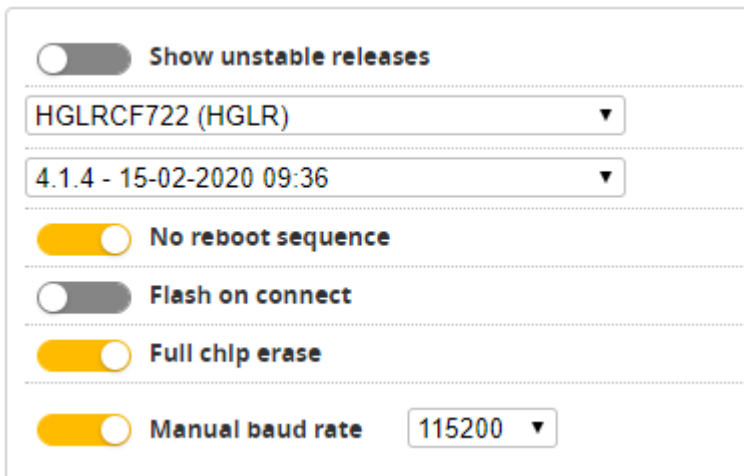 Show unstable releases
HGLRCF722 (HGLR)
4.1.4 - 15-02-2020 09:36
No reboot sequence
Flash on connect
Full chip erase
Manual baud rate 115200